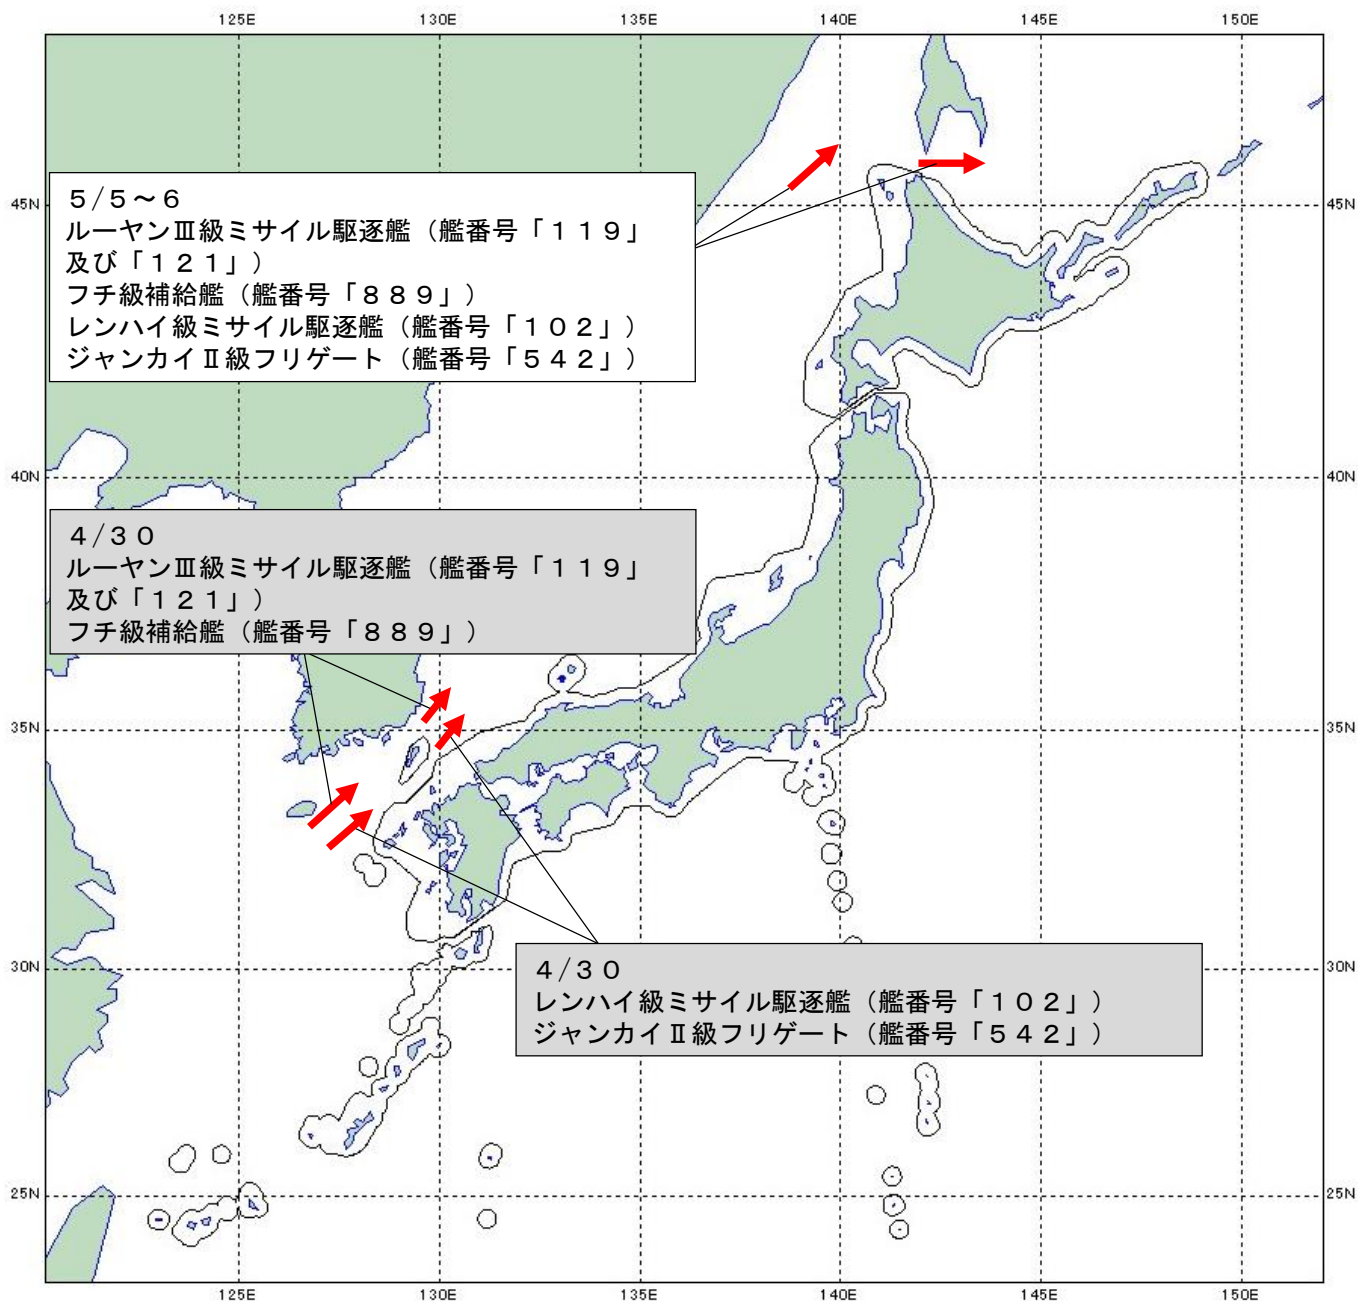 125E 130E 135E 140E 145E 150E
5/5~6
ルーヤンⅢ級ミサイル駆逐艦(艦番号「119」
及び「121」)
フチ級補給艦(艦番号「889」)
レンハイ級ミサイル駆逐艦(艦番号「102」)
ジャンカイⅡ級フリゲート(艦番号「542」)
45N 45N
40N 40N
4/30
ルーヤンⅢ級ミサイル駆逐艦(艦番号「119」
及び「121」)
フチ級補給艦(艦番号「889」)
35N 35N
30N 30N
4/30
レンハイ級ミサイル駆逐艦(艦番号「102」)
ジャンカイⅡ級フリゲート(艦番号「542」)
25N 25N
125E 130E 135E 140E 145E 150E